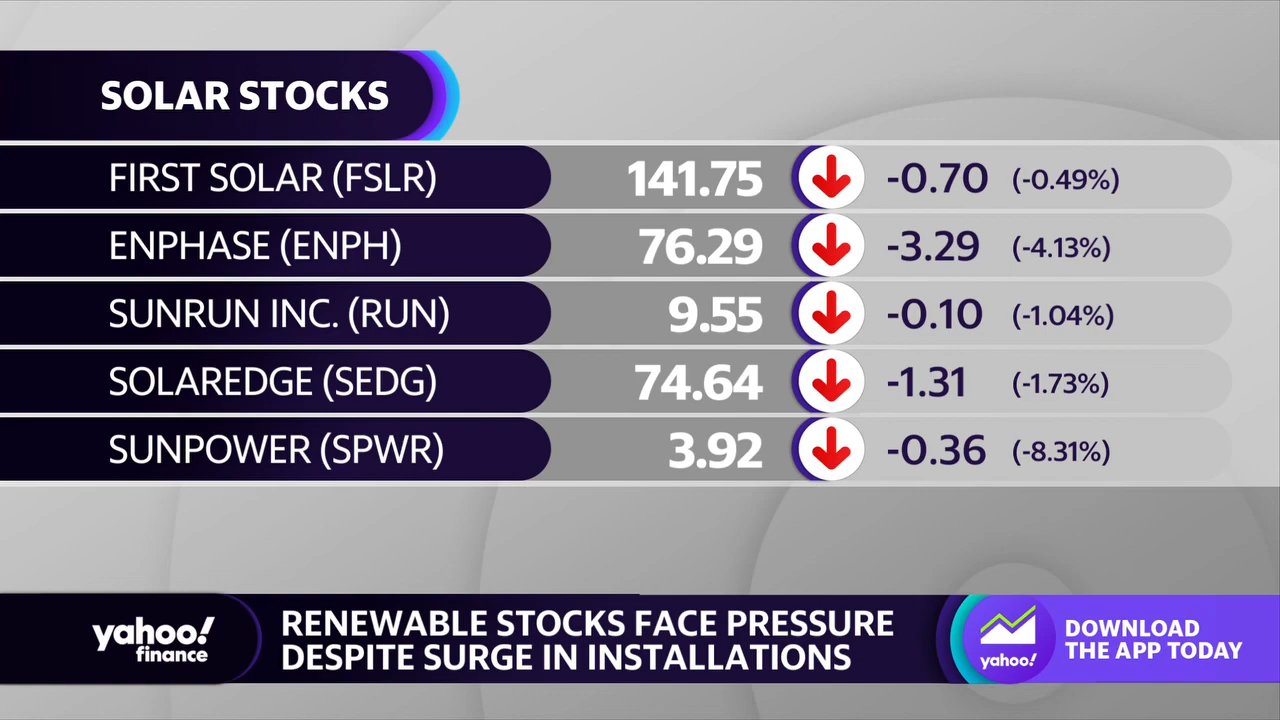 SOLAR STOCKS
FIRST SOLAR (FSLR) 141.75 -0.70 (-0.49%)
ENPHASE (ENPH) 76.29 -3.29 (-4.13%)
SUNRUN INC. (RUN) 9.55 -0.10 (-1.04%)
SOLAREDGE (SEDG) 74.64 -1.31 (-1.73%)
SUNPOWER (SPWR) 3.92 -0.36 (-8.31%)
yahoo!
finance
RENEWABLE STOCKS FACE PRESSURE
DESPITE SURGE IN INSTALLATIONS
yahoo!
DOWNLOAD
THE APP TODAY